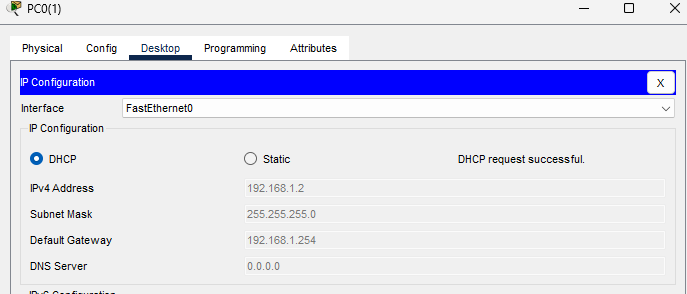 PC0(1)
Physical Config Desktop Programming Attributes
IP Configuration X
Interface FastEthernet0
IP Configuration
DHCP Static DHCP request successful.
IPv4 Address 192.168.1.2
Subnet Mask 255.255.255.0
Default Gateway 192.168.1.254
DNS Server 0.0.0.0
IPv6 Configuration